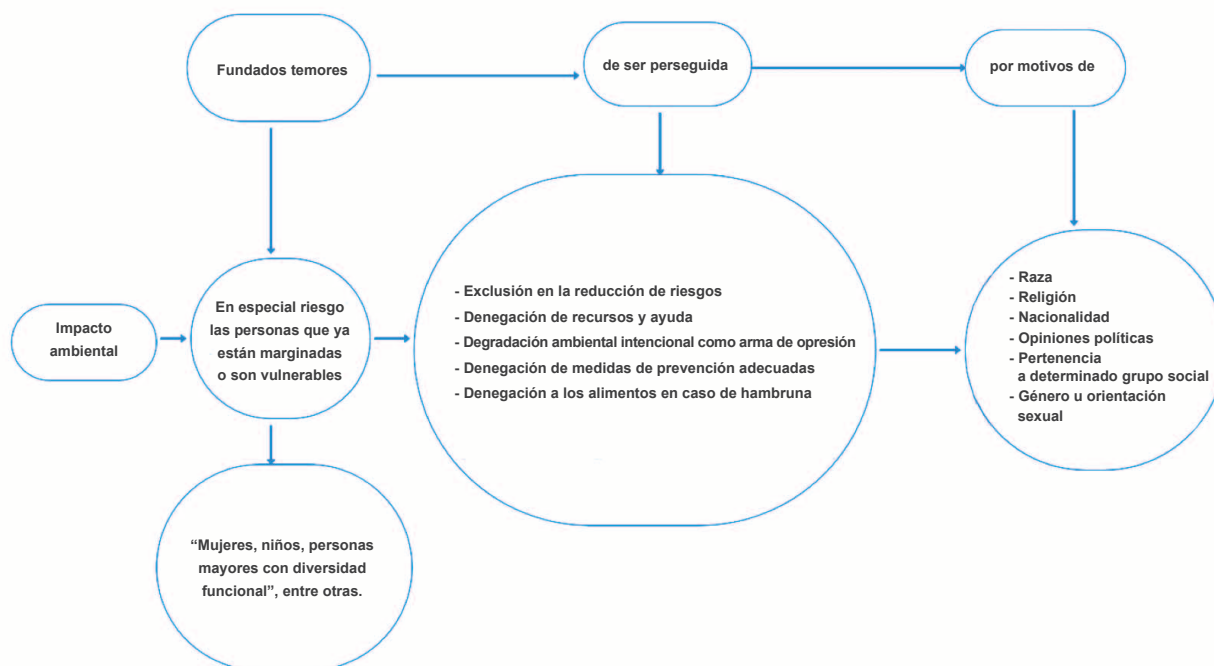 Fundados temores
de ser perseguida
por motivos de
Impacto
ambiental
En especial riesgo
las personas que ya
están marginadas
o son vulnerables
- Exclusión en la reducción de riesgos
- Denegación de recursos y ayuda
- Degradación ambiental intencional como arma de opresión
- Denegación de medidas de prevención adecuadas
- Denegación a los alimentos en caso de hambruna
- Raza
- Religión
- Nacionalidad
- Opiniones políticas
- Pertenencia
a determinado grupo social
- Género u orientación
sexual
“Mujeres, niños, personas
mayores con diversidad
funcional”, entre otras.